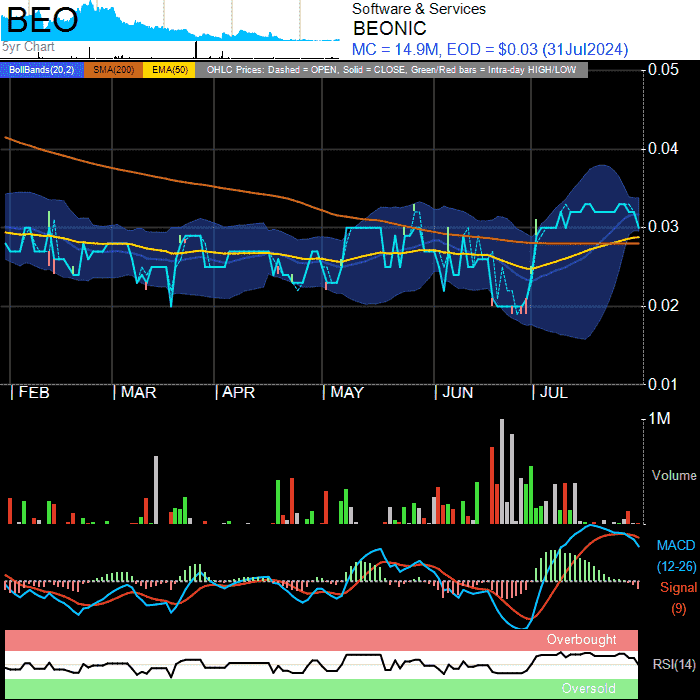 BEO
5yr Chart
Software & Services
BEONIC
MC = 14.9M, EOD = $0.03 (31Jul2024)
BollBands(20,2) SMA(200) EMA(50) OHLC Prices: Dashed = OPEN, Solid = CLOSE, Green/Red bars = Intra-day HIGH/LOW
0.05
0.04
0.03
0.02
0.01
FEB MAR APR MAY JUN JUL
1M
Volume
MACD
(12-26)
Signal
(9)
Overbought
RSI(14)
Oversold